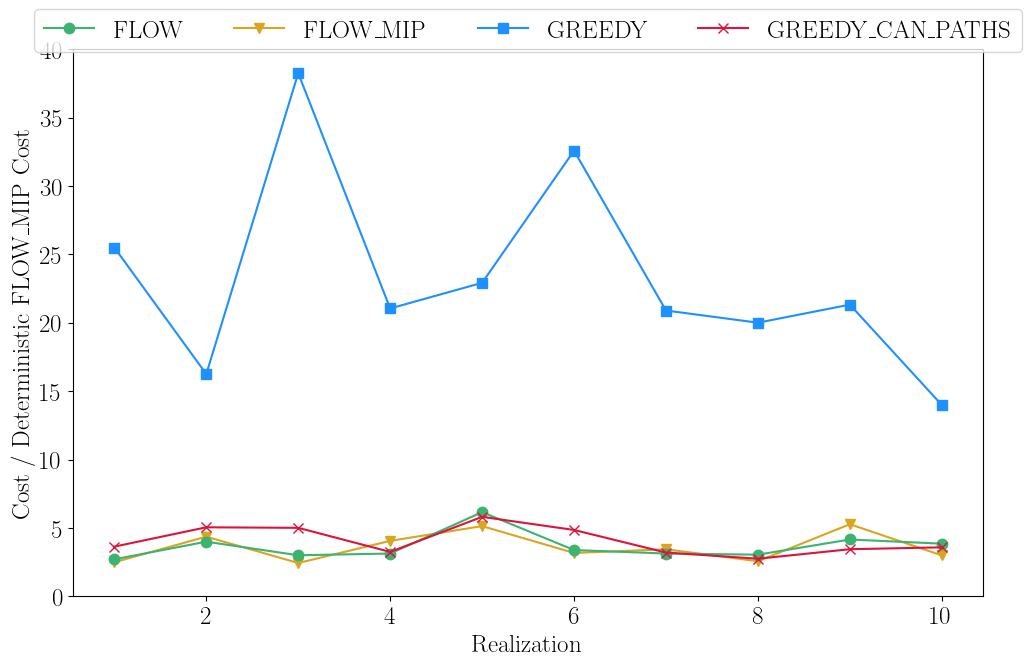 FLOW FLOW_MIP GREEDY GREEDY_CAN_PATHS
Cost / Deterministic FLOW_MIP Cost
40
35
30
25
20
15
10
5
0
2 4 6 8 10
Realization